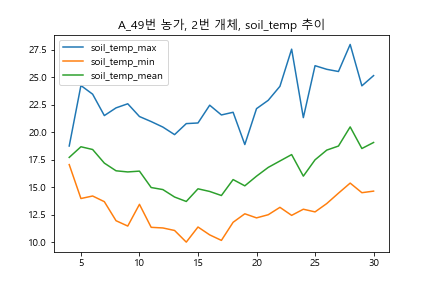 A_49번 농가, 2번 개체, soil_temp 추이
soil_temp_max
soil_temp_min
soil_temp_mean
27.5
25.0
22.5
20.0
17.5
15.0
12.5
10.0
5 10 15 20 25 30